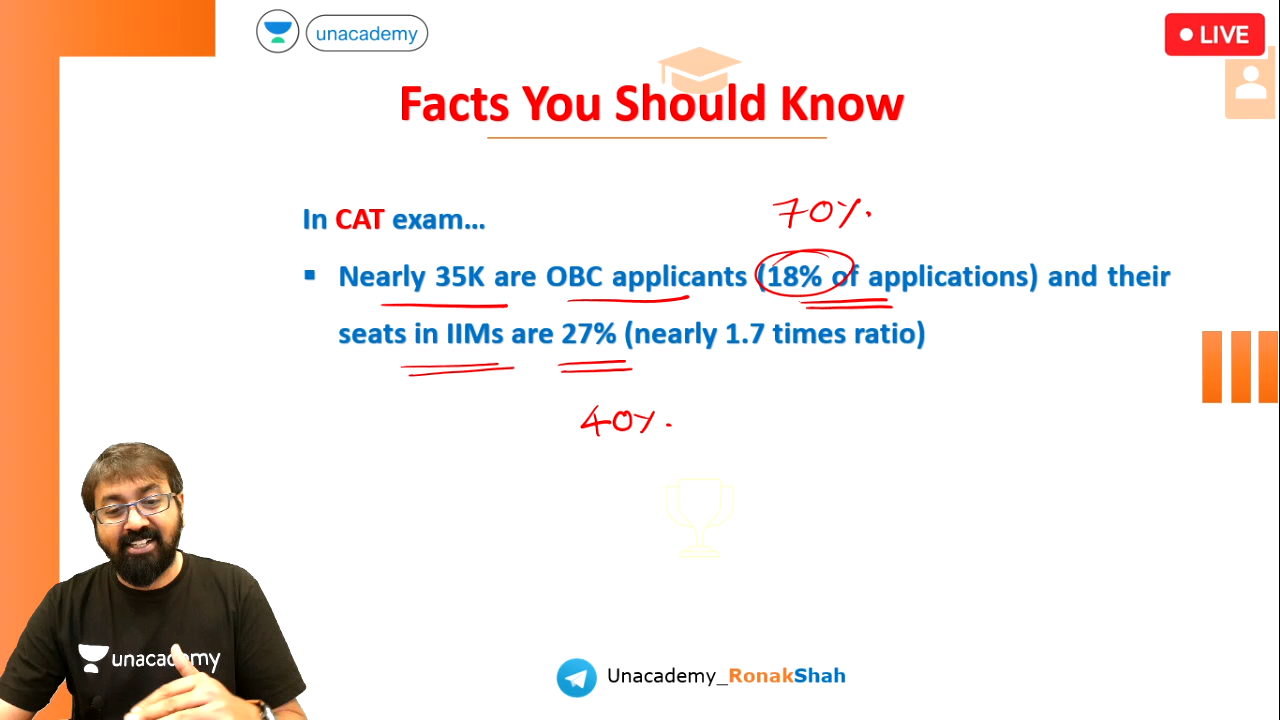 unacademy
LIVE
Facts You Should Know
In CAT exam...
70%.
▪ Nearly 35K are OBC applicants (18% of applications) and their
seats in IIMs are 27% (nearly 1.7 times ratio)
40%.
unacademy
Unacademy_RonakShah